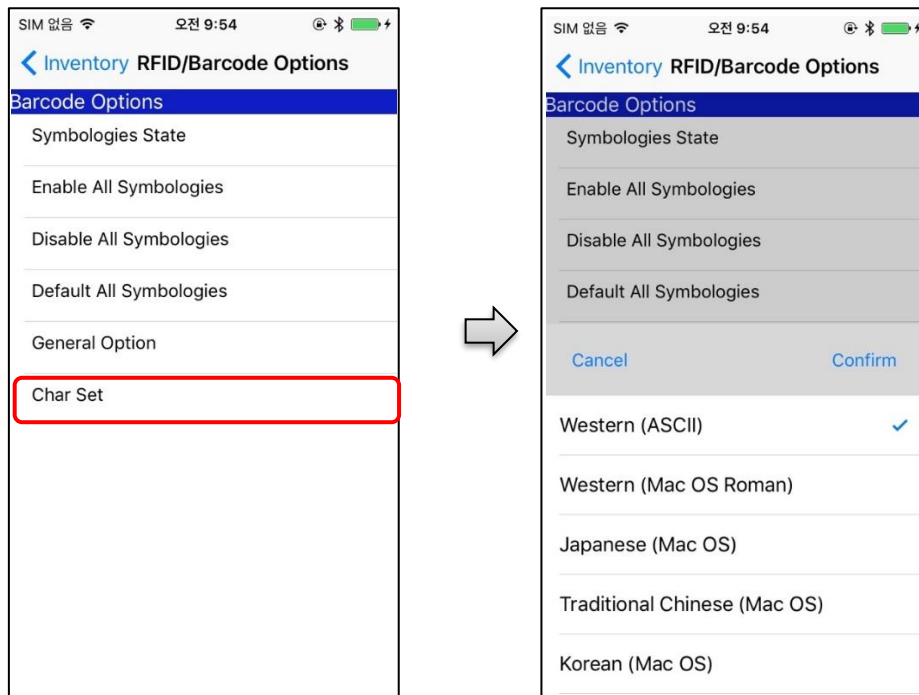 SIM 없음 오전 9:54
Inventory RFID/Barcode Options
Barcode Options
Symbologies State
Enable All Symbologies
Disable All Symbologies
Default All Symbologies
General Option
Char Set
SIM 없음 오전 9:54
Inventory RFID/Barcode Options
Barcode Options
Symbologies State
Enable All Symbologies
Disable All Symbologies
Default All Symbologies
Cancel Confirm
Western (ASCII)
Western (Mac OS Roman)
Japanese (Mac OS)
Traditional Chinese (Mac OS)
Korean (Mac OS)